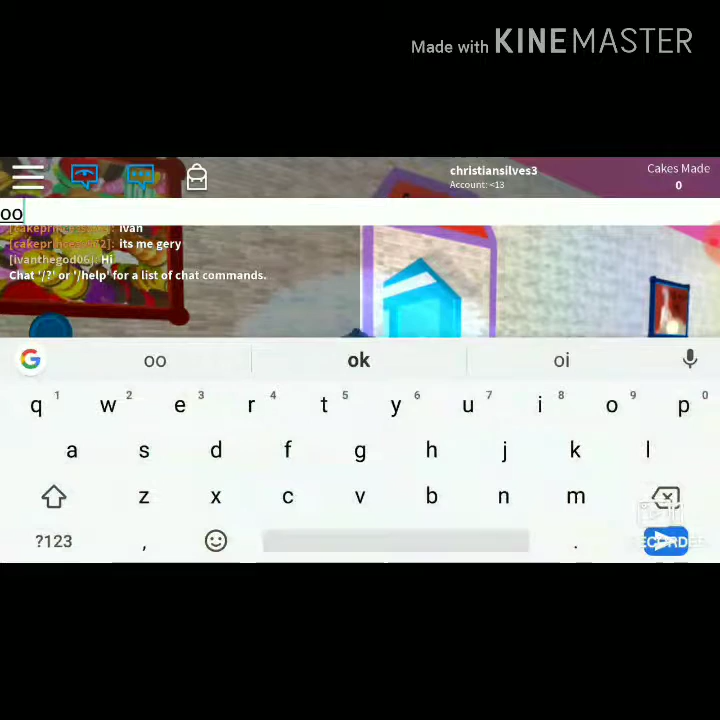 Made with KINEMASTER
christiansilves3
Account: <13
Cakes Made
0
oo
ivan
its me gery
[ivanthegod06]: Hi
Chat '/?' or '/help' for a list of chat commands.
oo ok oi
q 1 w 2 e 3 r 4 t 5 y 6 u 7 i 8 o 9 p 0
a s d f g h j k l
z x c v b n m
?123 , .
RECORDER